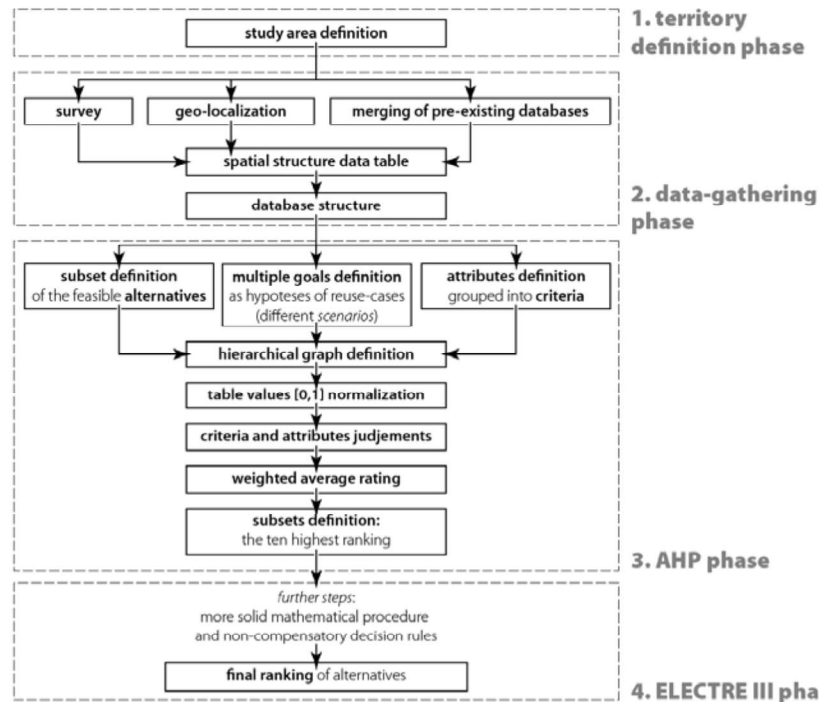 study area definition
1. territory
definition phase
survey
geo-localization
merging of pre-existing databases
spatial structure data table
database structure
2. data-gathering
phase
subset definition
of the feasible alternatives
multiple goals definition
as hypoteses of reuse-cases
(different scenarios)
attributes definition
grouped into criteria
hierarchical graph definition
table values [0,1] normalization
criteria and attributes judjements
weighted average rating
subsets definition:
the ten highest ranking
3. AHP phase
further steps:
more solid mathematical procedure
and non-compensatory decision rules
final ranking of alternatives
4. ELECTRE III pha